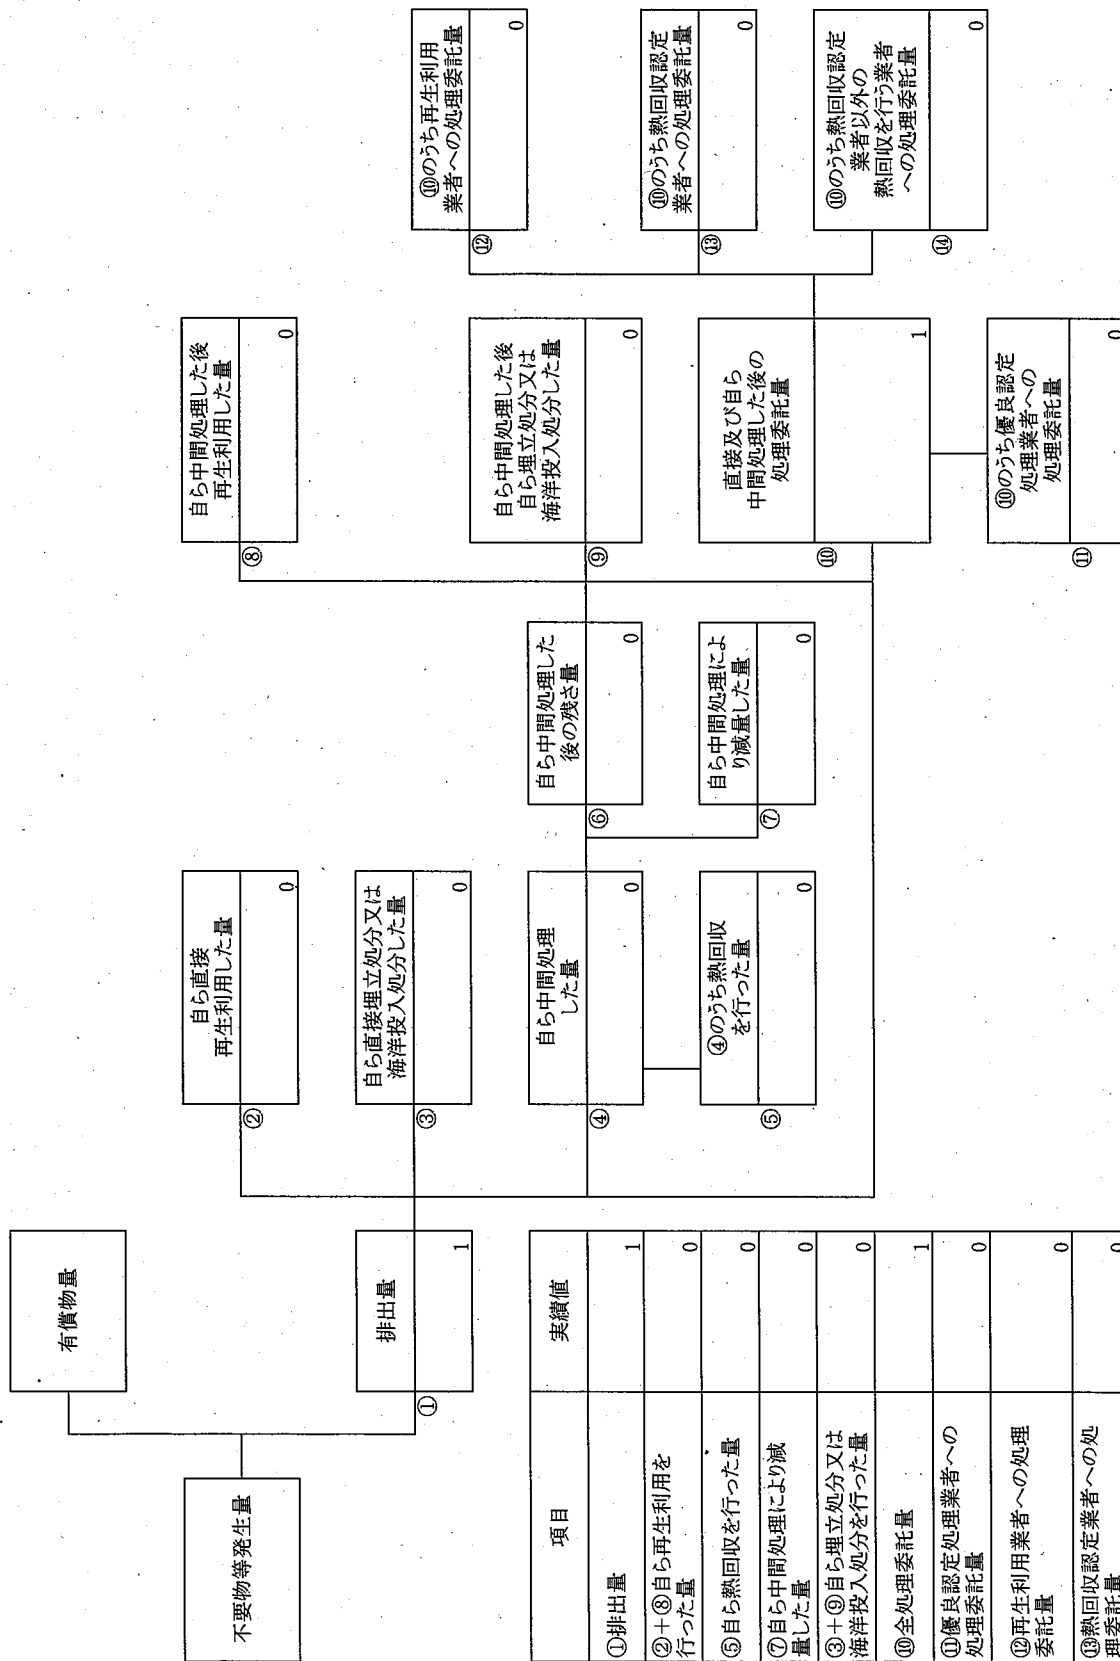 不要物等発生量
有償物量
①
排出量
1
②
自ら直接
再生利用した量
0
③
自ら直接埋立処分又は
海洋投入処分した量
0
④
自ら中間処理
した量
0
⑤
④のうち熱回収
を行った量
0
⑥
自ら中間処理した
後の残さ量
0
⑦
自ら中間処理によ
り減量した量
0
⑧
自ら中間処理した後
再生利用した量
0
⑨
自ら中間処理した後
自ら埋立処分又は
海洋投入処分した量
0
⑩
直接及び自ら
中間処理した後の
処理委託量
1
⑪
⑩のうち優良認定
処理業者への
処理委託量
0
⑫
⑩のうち再生利用
業者への処理委託量
0
⑬
⑩のうち熱回収認定
業者への処理委託量
0
⑭
⑩のうち熱回収認定
業者以外の
熱回収を行う業者
への処理委託量
0
項目 実績値
①排出量 1
②+⑧自ら再生利用を
行った量 0
⑤自ら熱回収を行った量 0
⑦自ら中間処理により減
量した量 0
③+⑨自ら埋立処分又は
海洋投入処分を行った量 0
⑩全処理委託量 1
⑪優良認定処理業者への
処理委託量 0
⑫再生利用業者への処理
委託量 0
⑬熱回収認定業者への処
理委託量 0